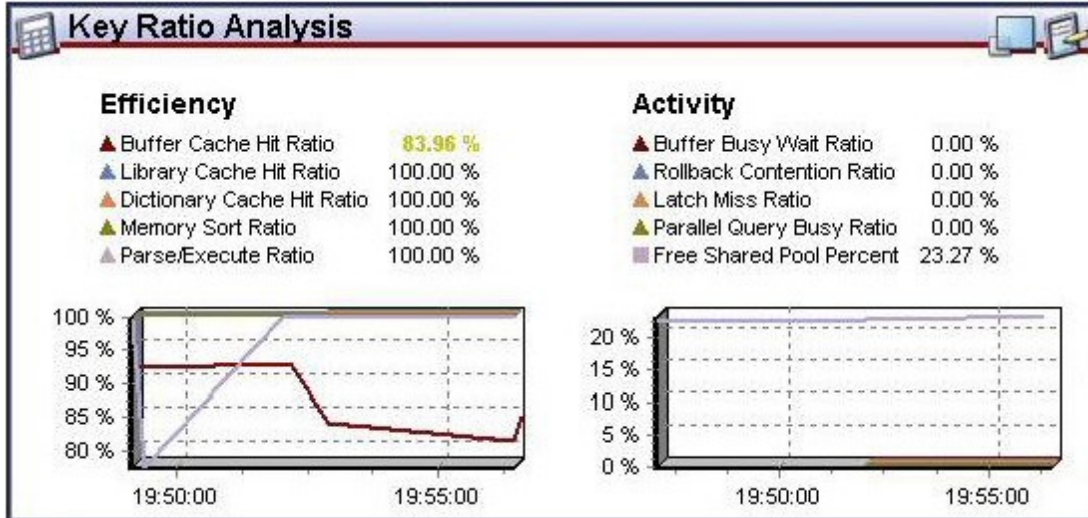 Key Ratio Analysis
Efficiency
Buffer Cache Hit Ratio 83.96 %
Library Cache Hit Ratio 100.00 %
Dictionary Cache Hit Ratio 100.00 %
Memory Sort Ratio 100.00 %
Parse/Execute Ratio 100.00 %
Activity
Buffer Busy Wait Ratio 0.00 %
Rollback Contention Ratio 0.00 %
Latch Miss Ratio 0.00 %
Parallel Query Busy Ratio 0.00 %
Free Shared Pool Percent 23.27 %
100 %
95 %
90 %
85 %
80 %
19:50:00 19:55:00
20 %
15 %
10 %
5 %
0 %
19:50:00 19:55:00